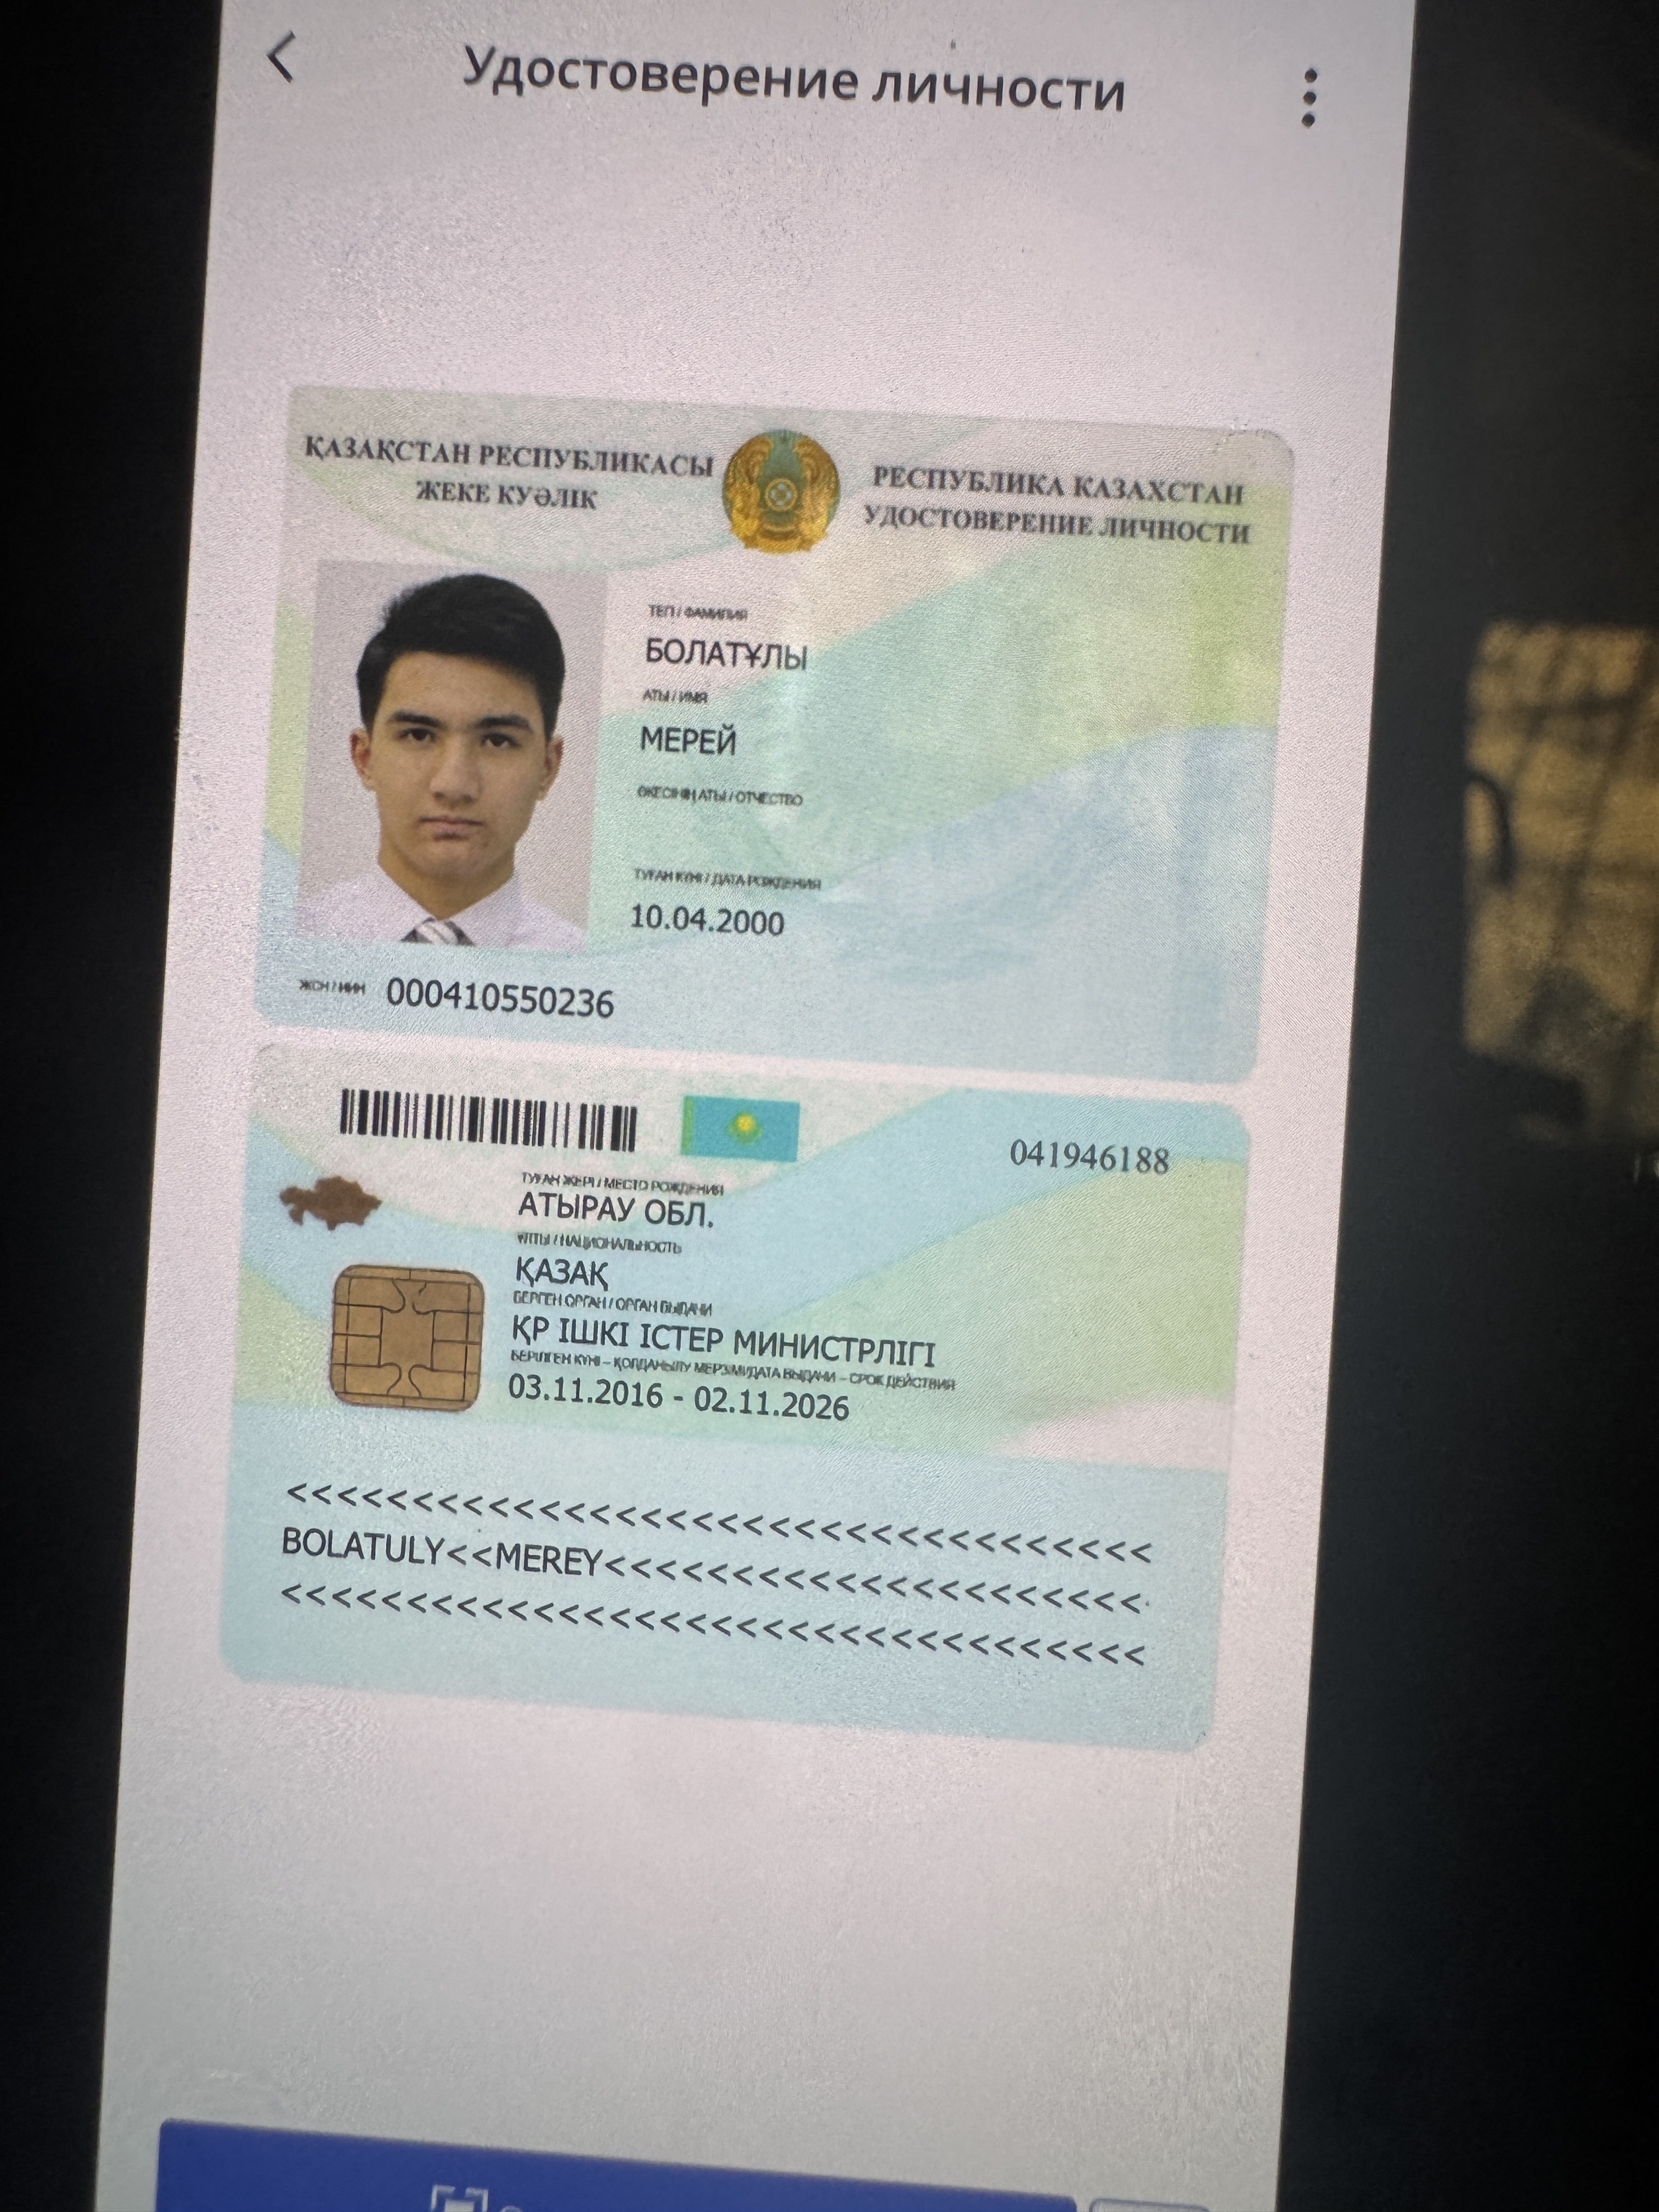 Удостоверение личности
ҚАЗАҚСТАН РЕСПУБЛИКАСЫ
ЖЕКЕ КУӘЛІК
РЕСПУБЛИКА КАЗАХСТАН
УДОСТОВЕРЕНИЕ ЛИЧНОСТИ
ТЕГІ / ФАМИЛИЯ
БОЛАТҰЛЫ
АТЫ / ИМЯ
МЕРЕЙ
ӘКЕСІНІҢ АТЫ / ОТЧЕСТВО
ТУҒАН КҮНІ / ДАТА РОЖДЕНИЯ
10.04.2000
ЖСН / ИИН 000410550236
041946188
ТУҒАН ЖЕРІ / МЕСТО РОЖДЕНИЯ
АТЫРАУ ОБЛ.
ҰЛТЫ / НАЦИОНАЛЬНОСТЬ
ҚАЗАҚ
БЕРГЕН ОРГАН / ОРГАН ВЫДАЧИ
ҚР ІШКІ ІСТЕР МИНИСТРЛІГІ
БЕРІЛГЕН КҮНІ – ҚОЛДАНЫЛУ МЕРЗІМІ/ДАТА ВЫДАЧИ – СРОК ДЕЙСТВИЯ
03.11.2016 - 02.11.2026
<<<<<<<<<<<<<<<<<<<<<<<<<<<<<<<<<<
BOLATULY<<MEREY<<<<<<<<<<<<<<<<<<<<<
<<<<<<<<<<<<<<<<<<<<<<<<<<<<<<<<<<